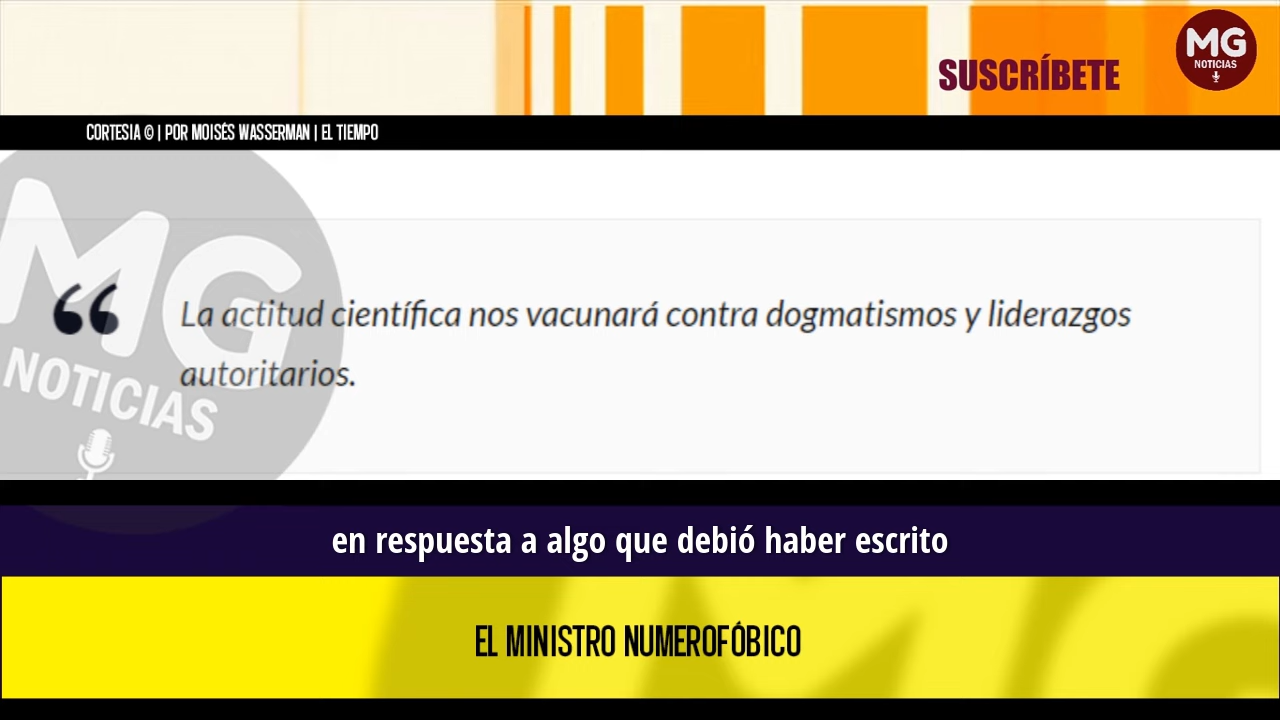 SUSCRÍBETE
MG
NOTICIAS
CORTESIA © | POR MOISÉS WASSERMAN | EL TIEMPO
MG
NOTICIAS
“ La actitud científica nos vacunará contra dogmatismos y liderazgos
autoritarios.
en respuesta a algo que debió haber escrito
EL MINISTRO NUMEROFÓBICO